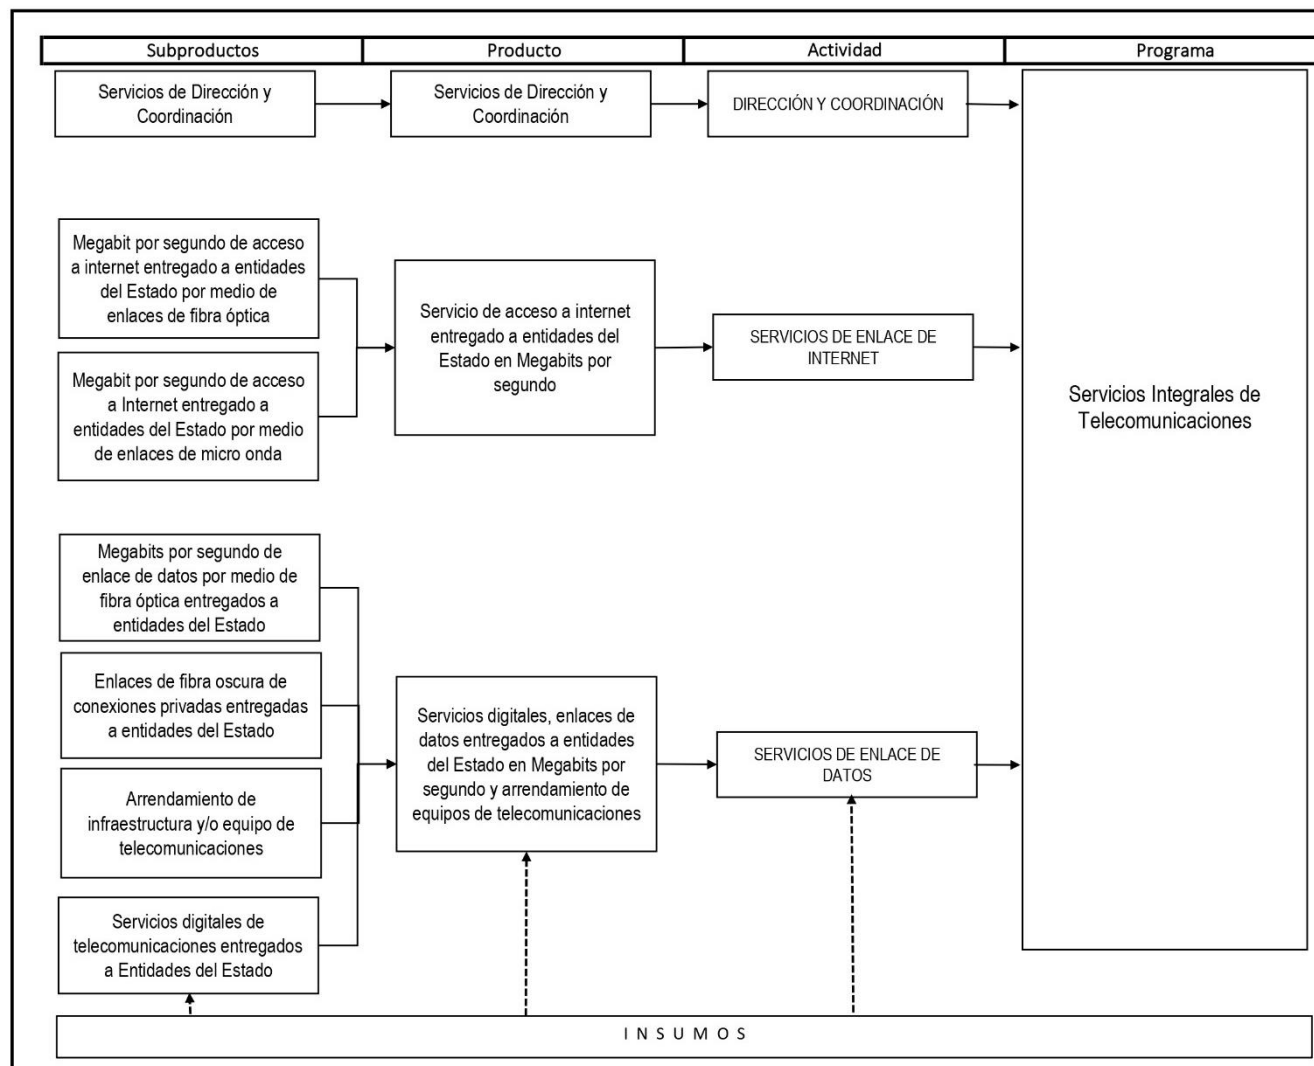 Subproductos
Producto
Actividad
Programa
Servicios de Dirección y
Coordinación
Servicios de Dirección y
Coordinación
DIRECCIÓN Y COORDINACIÓN
Megabit por segundo de acceso
a internet entregado a entidades
del Estado por medio de
enlaces de fibra óptica
Megabit por segundo de acceso
a Internet entregado a
entidades del Estado por medio
de enlaces de micro onda
Servicio de acceso a internet
entregado a entidades del
Estado en Megabits por
segundo
SERVICIOS DE ENLACE DE
INTERNET
Servicios Integrales de
Telecomunicaciones
Megabits por segundo de
enlace de datos por medio de
fibra óptica entregados a
entidades del Estado
Enlaces de fibra oscura de
conexiones privadas entregadas
a entidades del Estado
Arrendamiento de
infraestructura y/o equipo de
telecomunicaciones
Servicios digitales de
telecomunicaciones entregados
a Entidades del Estado
Servicios digitales, enlaces de
datos entregados a entidades
del Estado en Megabits por
segundo y arrendamiento de
equipos de telecomunicaciones
SERVICIOS DE ENLACE DE
DATOS
I N S U M O S